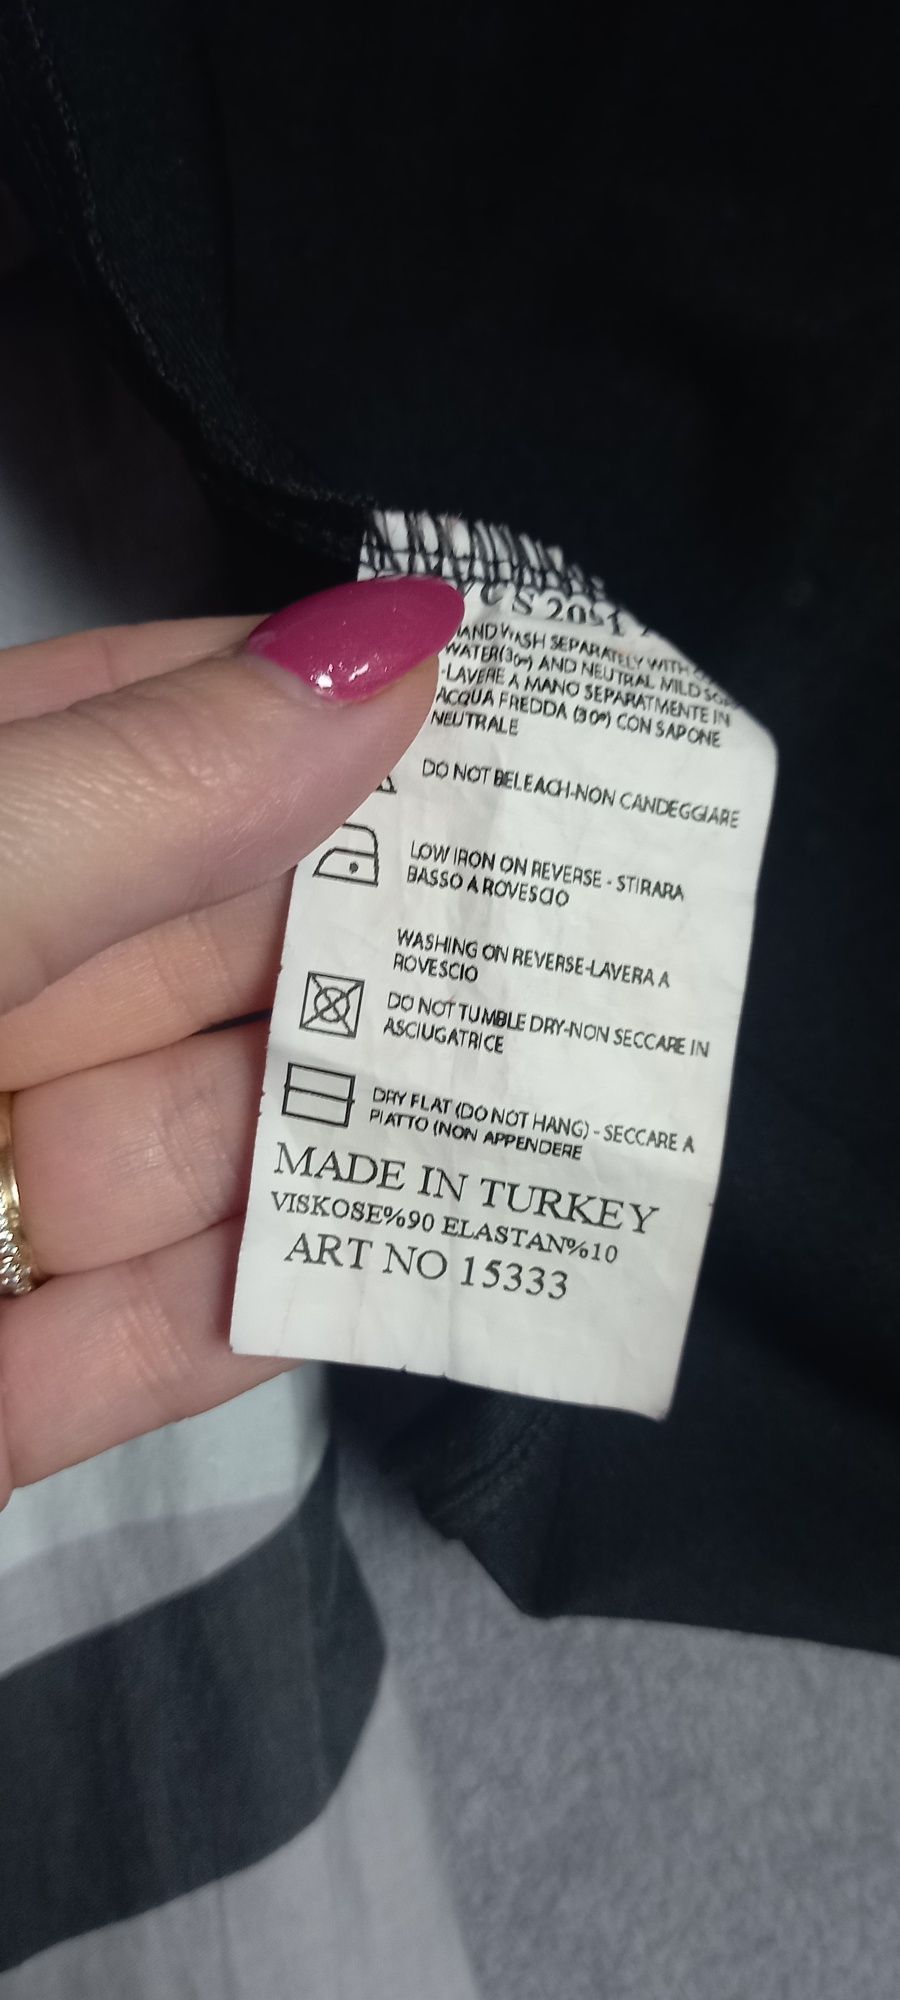 2051
HAND WASH SEPARATELY WITH
WATER(30º) AND NEUTRAL MILD
-LAVERE A MANO SEPARATMENTE IN
ACQUA FREDDA (30º) CON SAPONE
NEUTRALE
DO NOT BELEACH-NON CANDEGGIARE
LOW IRON ON REVERSE - STIRARA
BASSO A ROVESCIO
WASHING ON REVERSE-LAVERA A
ROVESCIO
DO NOT TUMBLE DRY-NON SECCARE IN
ASCIUGATRICE
DRY FLAT (DO NOT HANG) - SECCARE A
PIATTO (NON APPENDERE
MADE IN TURKEY
VISKOSE%90 ELASTAN%10
ART NO 15333